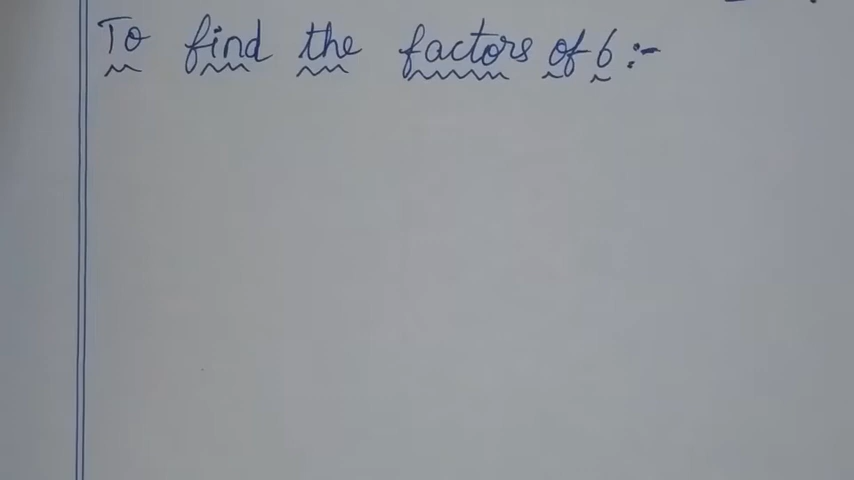 To find the factors of 6 :-